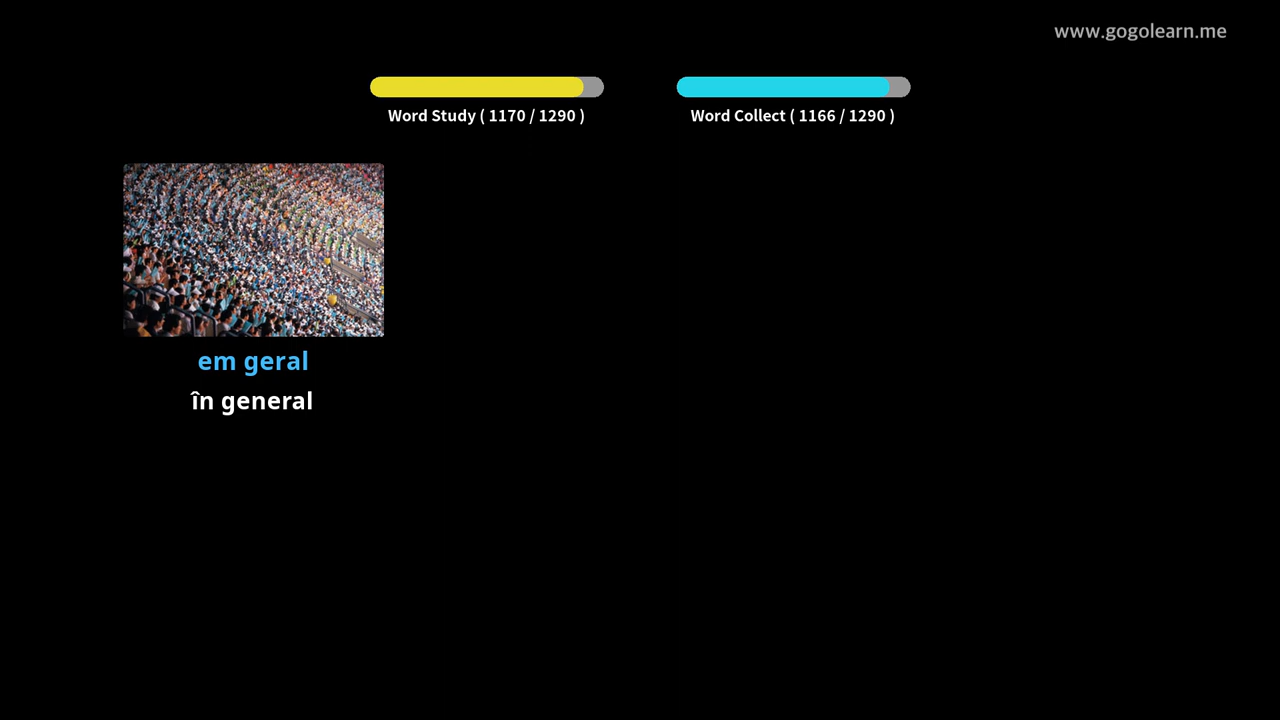 www.gogolearn.me
Word Study ( 1170 / 1290 )
Word Collect ( 1166 / 1290 )
em geral
în general